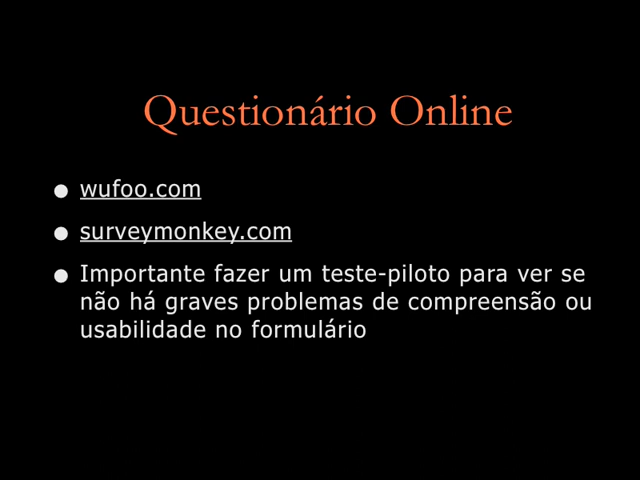 Questionário Online
• wufoo.com
• surveymonkey.com
• Importante fazer um teste-piloto para ver se
não há graves problemas de compreensão ou
usabilidade no formulário